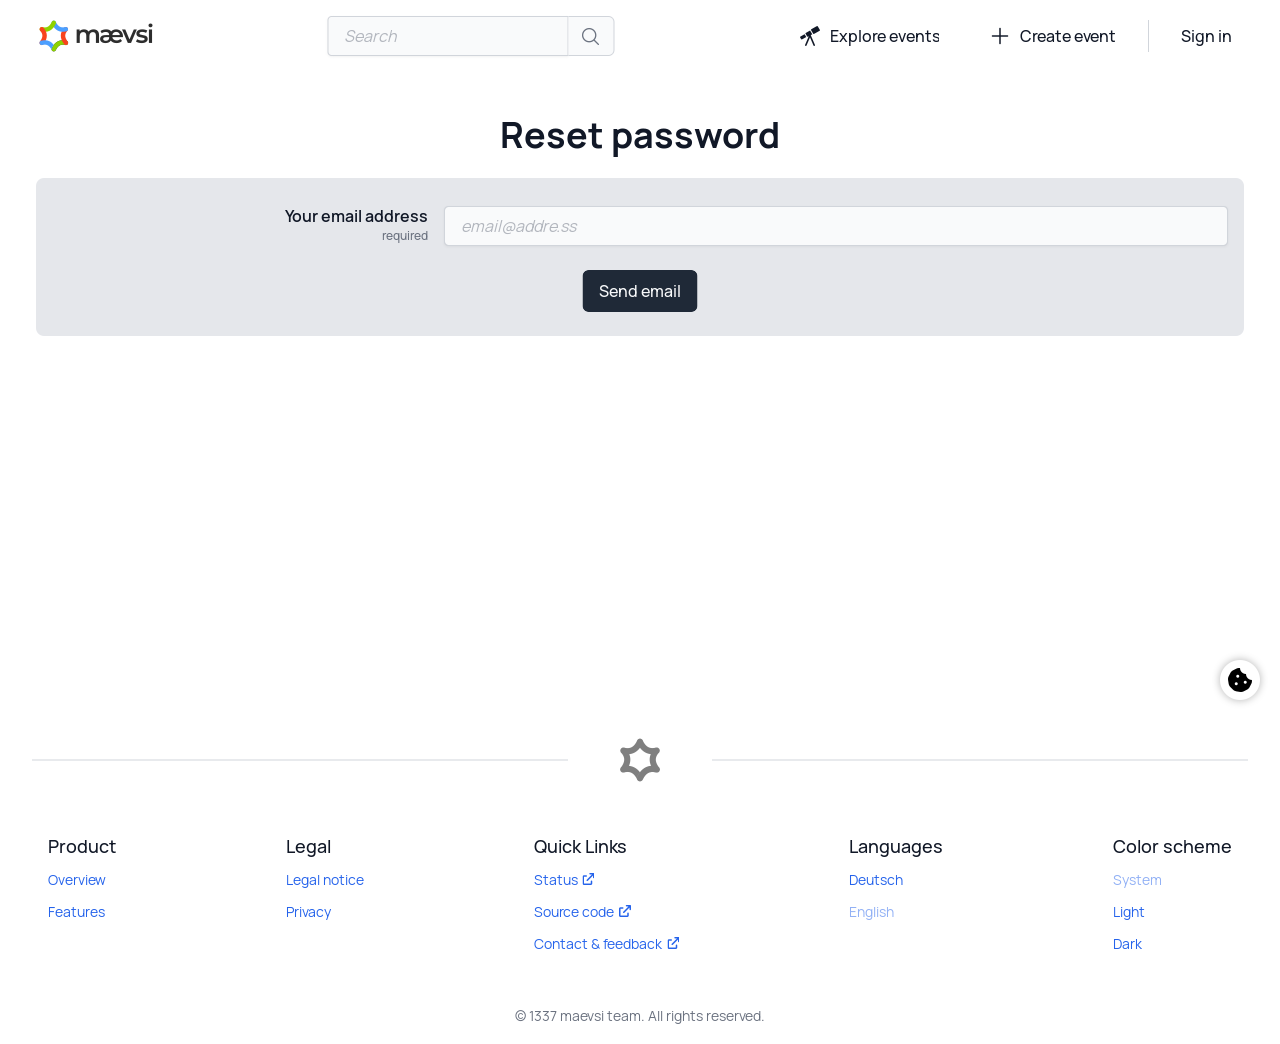 mævsi
Search
Explore events
Create event
Sign in
Reset password
Your email address
required
email@addre.ss
Send email
Product
Overview
Features
Legal
Legal notice
Privacy
Quick Links
Status
Source code
Contact & feedback
Languages
Deutsch
English
Color scheme
System
Light
Dark
© 1337 maevsi team. All rights reserved.